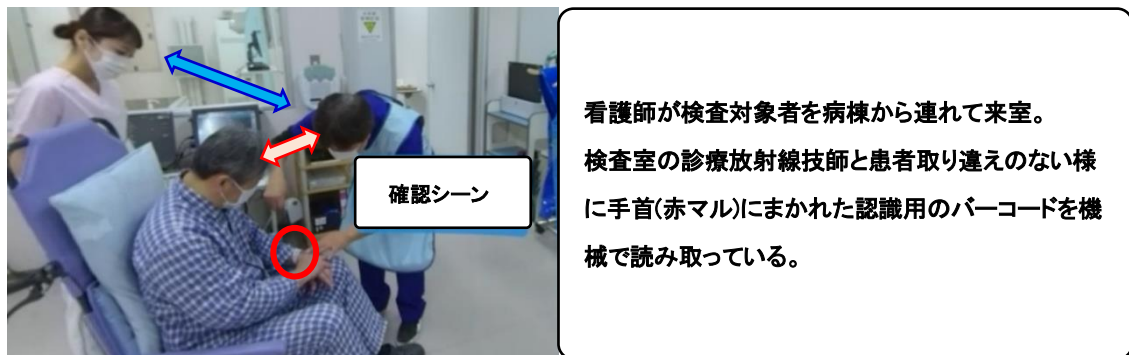 確認シーン
看護師が検査対象者を病棟から連れて来室。
検査室の診療放射線技師と患者取り違えのない様
に手首(赤マル)にまかれた認識用のバーコードを機
械で読み取っている。